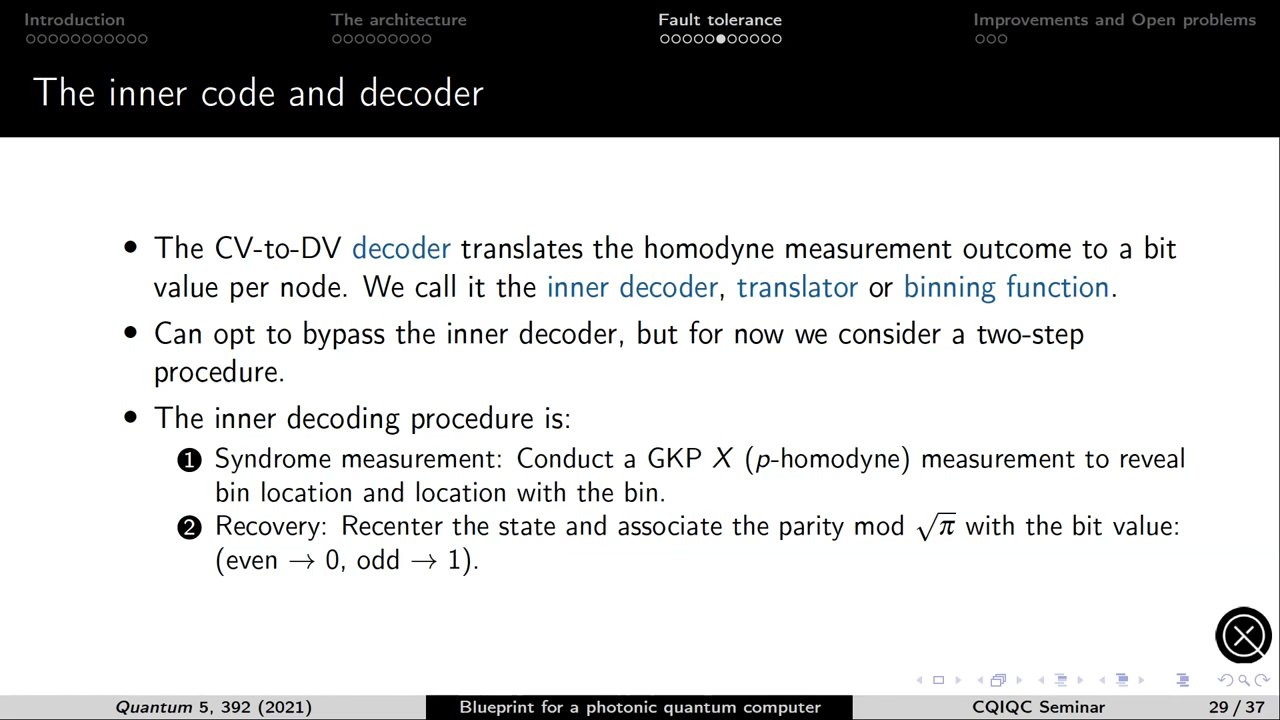 Introduction
The architecture
Fault tolerance
Improvements and Open problems
The inner code and decoder
• The CV-to-DV decoder translates the homodyne measurement outcome to a bit
value per node. We call it the inner decoder, translator or binning function.
• Can opt to bypass the inner decoder, but for now we consider a two-step
procedure.
• The inner decoding procedure is:
1 Syndrome measurement: Conduct a GKP X (p-homodyne) measurement to reveal
bin location and location with the bin.
2 Recovery: Recenter the state and associate the parity mod √π with the bit value:
(even → 0, odd → 1).
Quantum 5, 392 (2021)
Blueprint for a photonic quantum computer
CQIQC Seminar
29 / 37